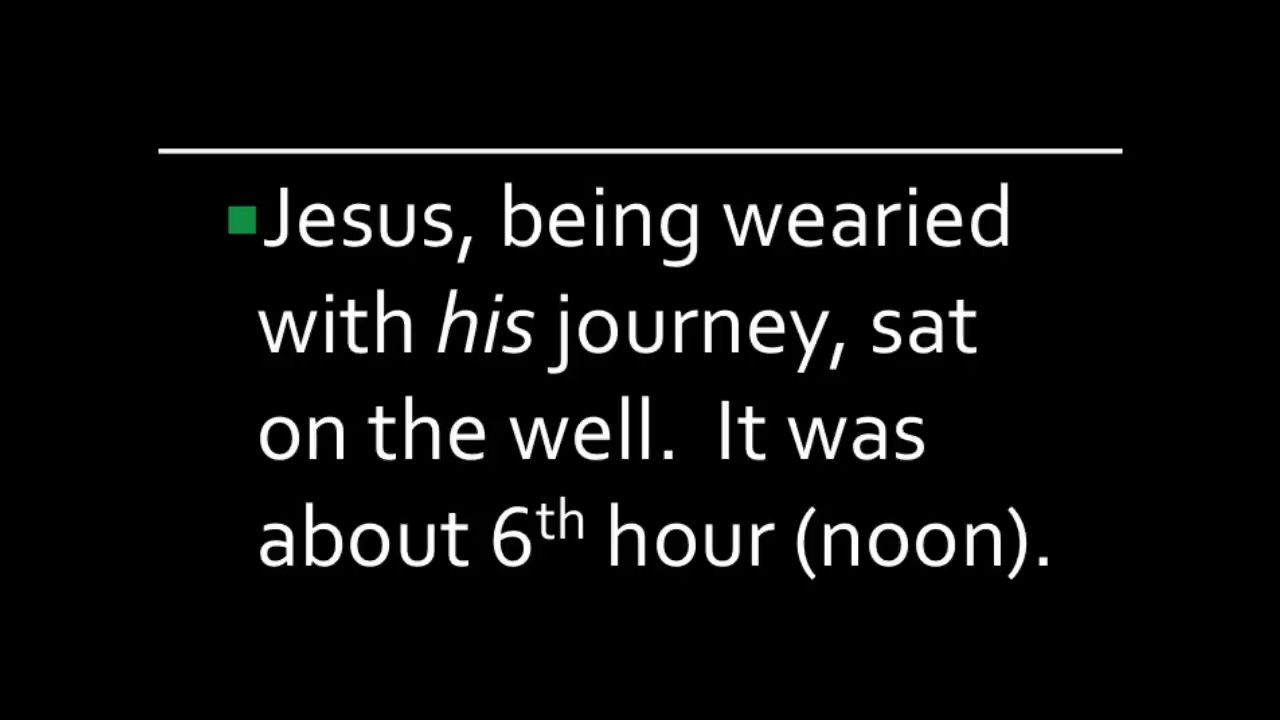 ▪Jesus, being wearied
with his journey, sat
on the well.  It was
about 6th hour (noon).